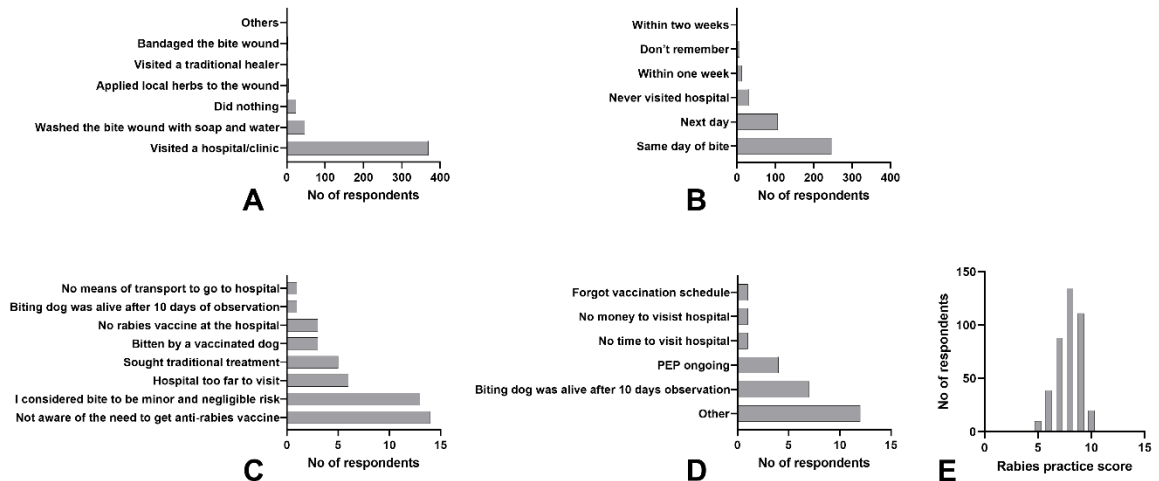 Others
Bandaged the bite wound
Visited a traditional healer
Applied local herbs to the wound
Did nothing
Washed the bite wound with soap and water
Visited a hospital/clinic
0 100 200 300 400
No of respondents
A
Within two weeks
Don't remember
Within one week
Never visited hospital
Next day
Same day of bite
0 100 200 300 400
No of respondents
B
No means of transport to go to hospital
Biting dog was alive after 10 days of observation
No rabies vaccine at the hospital
Bitten by a vaccinated dog
Sought traditional treatment
Hospital too far to visit
I considered bite to be minor and negligible risk
Not aware of the need to get anti-rabies vaccine
0 5 10 15
No of respondents
C
Forgot vaccination schedule
No money to visist hospital
No time to visit hospital
PEP ongoing
Biting dog was alive after 10 days observation
Other
0 5 10 15
No of respondents
D
No of respondents
150
100
50
0
0 5 10 15
Rabies practice score
E